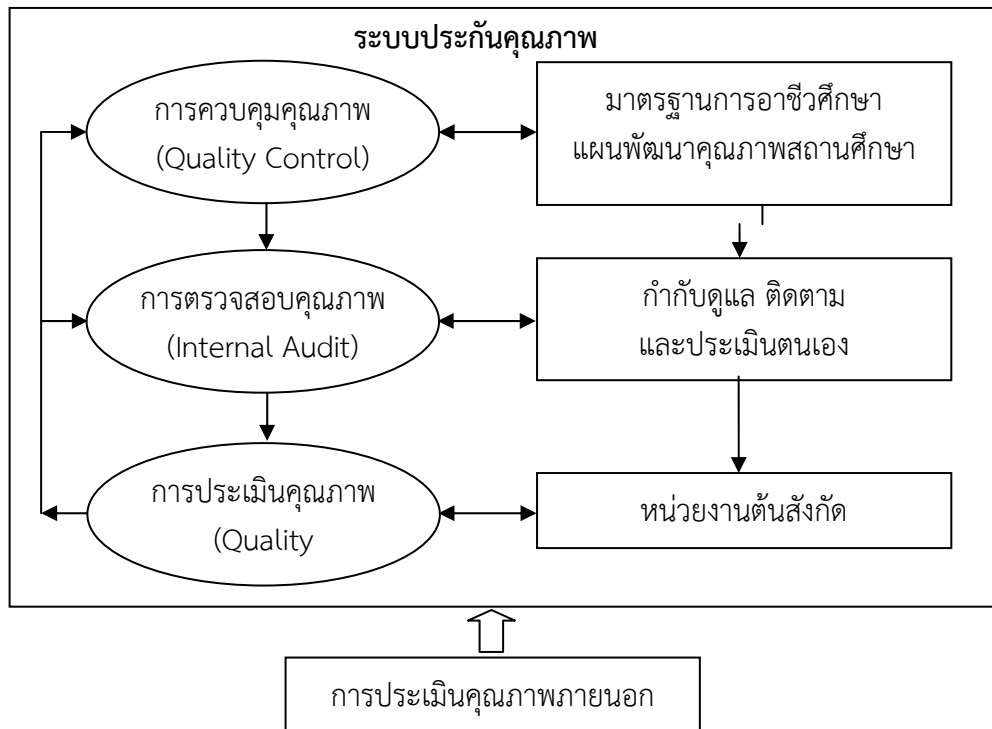 ระบบประกันคุณภาพ
การควบคุมคุณภาพ
(Quality Control)
มาตรฐานการอาชีวศึกษา
แผนพัฒนาคุณภาพสถานศึกษา
การตรวจสอบคุณภาพ
(Internal Audit)
กำกับดูแล ติดตาม
และประเมินตนเอง
การประเมินคุณภาพ
(Quality
หน่วยงานต้นสังกัด
การประเมินคุณภาพภายนอก